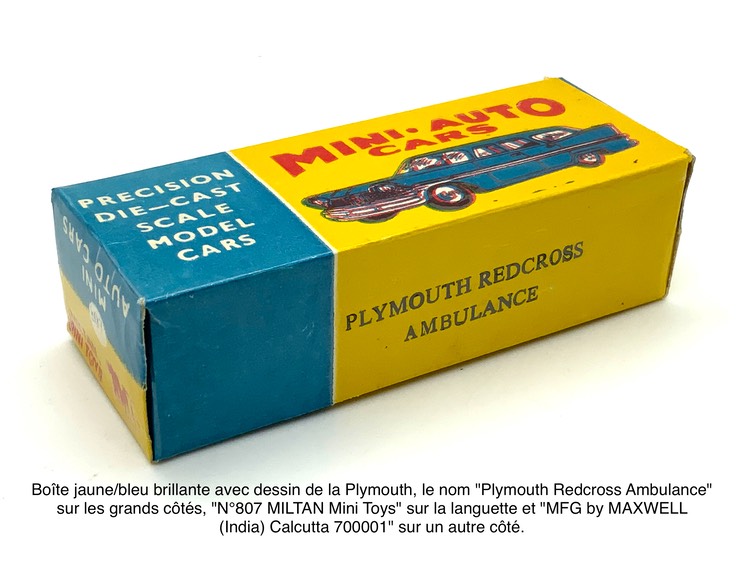 MINI-AUTO
CARS
PRECISION
DIE-CAST
SCALE
MODEL
CARS
PLYMOUTH REDCROSS
AMBULANCE
MINI
AUTO CARS
MINI TOYS
Boîte jaune/bleu brillante avec dessin de la Plymouth, le nom "Plymouth Redcross Ambulance"
sur les grands côtés, "N°807 MILTAN Mini Toys" sur la languette et "MFG by MAXWELL
(India) Calcutta 700001" sur un autre côté.